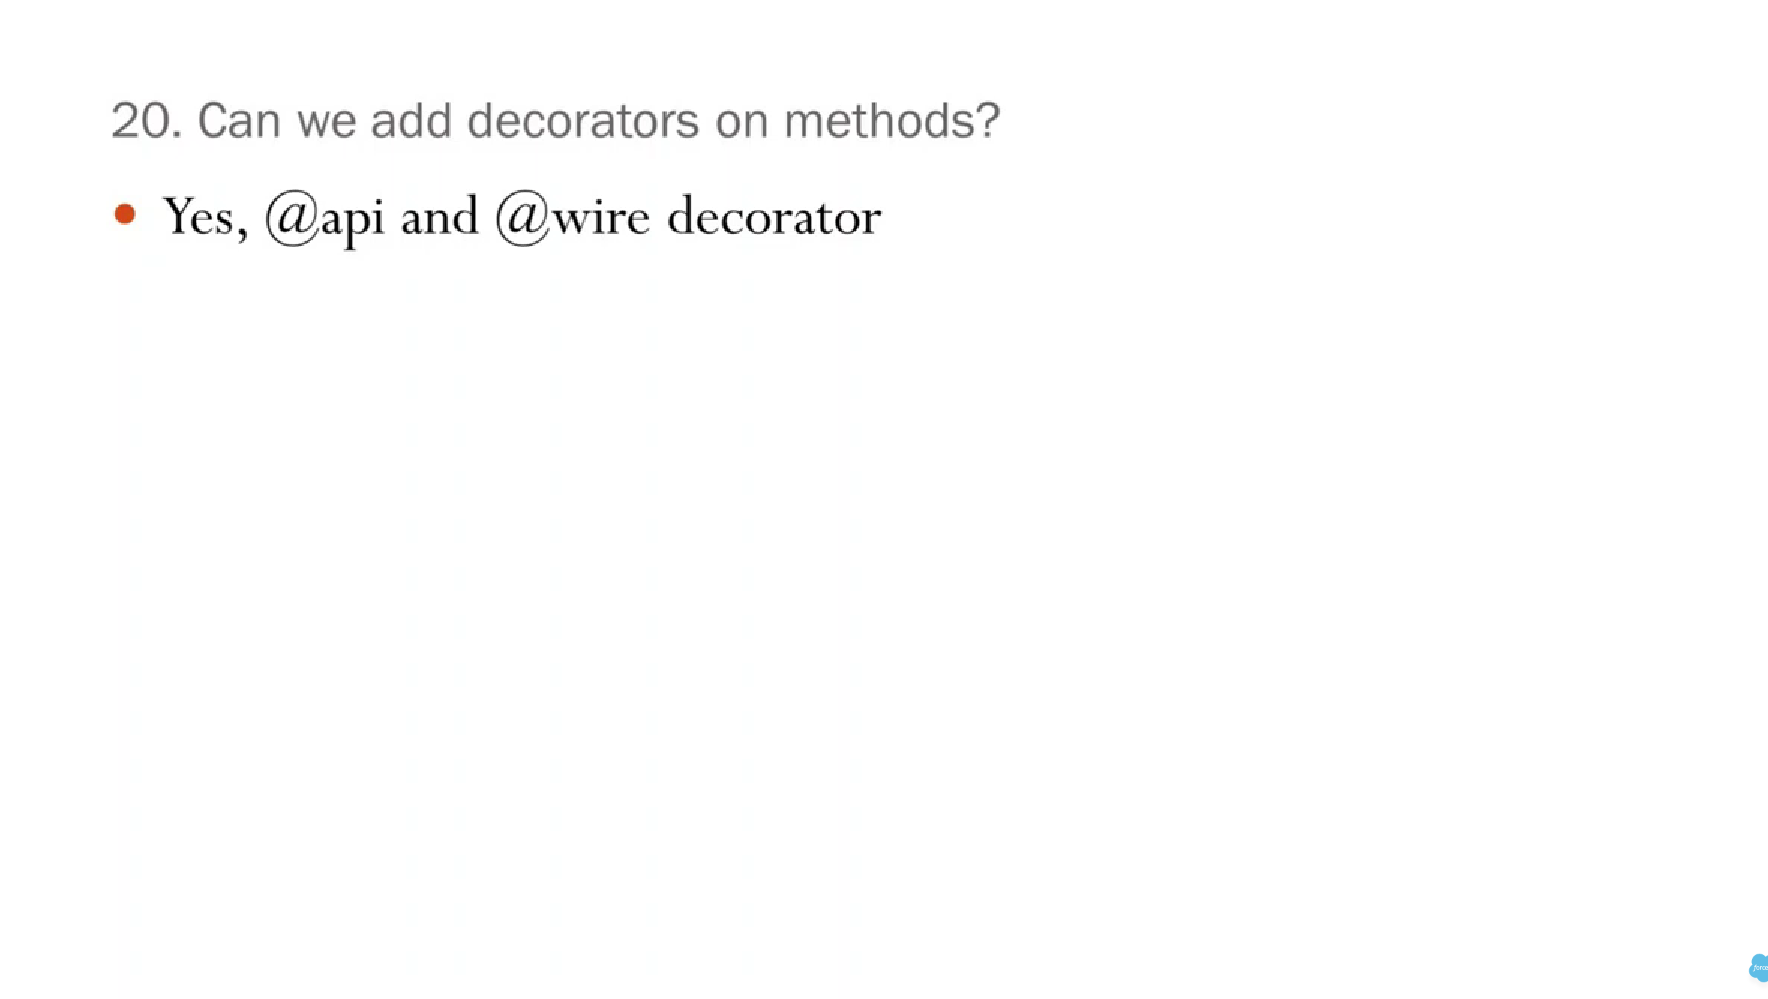 20. Can we add decorators on methods?
Yes, @api and @wire decorator